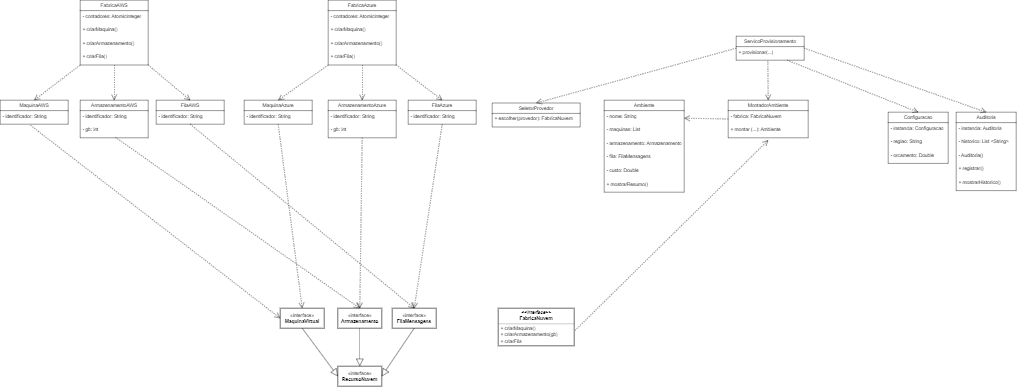 FabricaAWS
- contadores: AtomicInteger
+ criarMaquina()
+ criarArmazenamento()
+ criarFila()
FabricaAzure
- contadores: AtomicInteger
+ criarMaquina()
+ criarArmazenamento()
+ criarFila()
ServicoProvisionamento
+ provisionar(...)
MaquinaAWS
- identificador: String
ArmazenamentoAWS
- identificador: String
- gb: int
FilaAWS
- identificador: String
MaquinaAzure
- identificador: String
ArmazenamentoAzure
- identificador: String
- gb: int
FilaAzure
- identificador: String
SeletorProvedor
+ escolher(provedor): FabricaNuvem
Ambiente
- nome: String
- maquinas: List
- armazenamento: Armazenamento
- fila: FilaMensagens
- custo: Double
+ mostrarResumo()
MontadorAmbiente
- fabrica: FabricaNuvem
+ montar (...): Ambiente
Configuracao
- instancia: Configuracao
- regiao: String
- orcamento: Double
Auditoria
- instancia: Auditoria
- historico: List <String>
- Auditoria()
+ registrar()
+ mostrarHistorico()
«interface»
MaquinaVirtual
«interface»
Armazenamento
«interface»
FilaMensagens
<<interface>>
FabricaNuvem
+ criarMaquina()
+ criarArmazenamento(gb)
+ criarFila
«interface»
RecursoNuvem